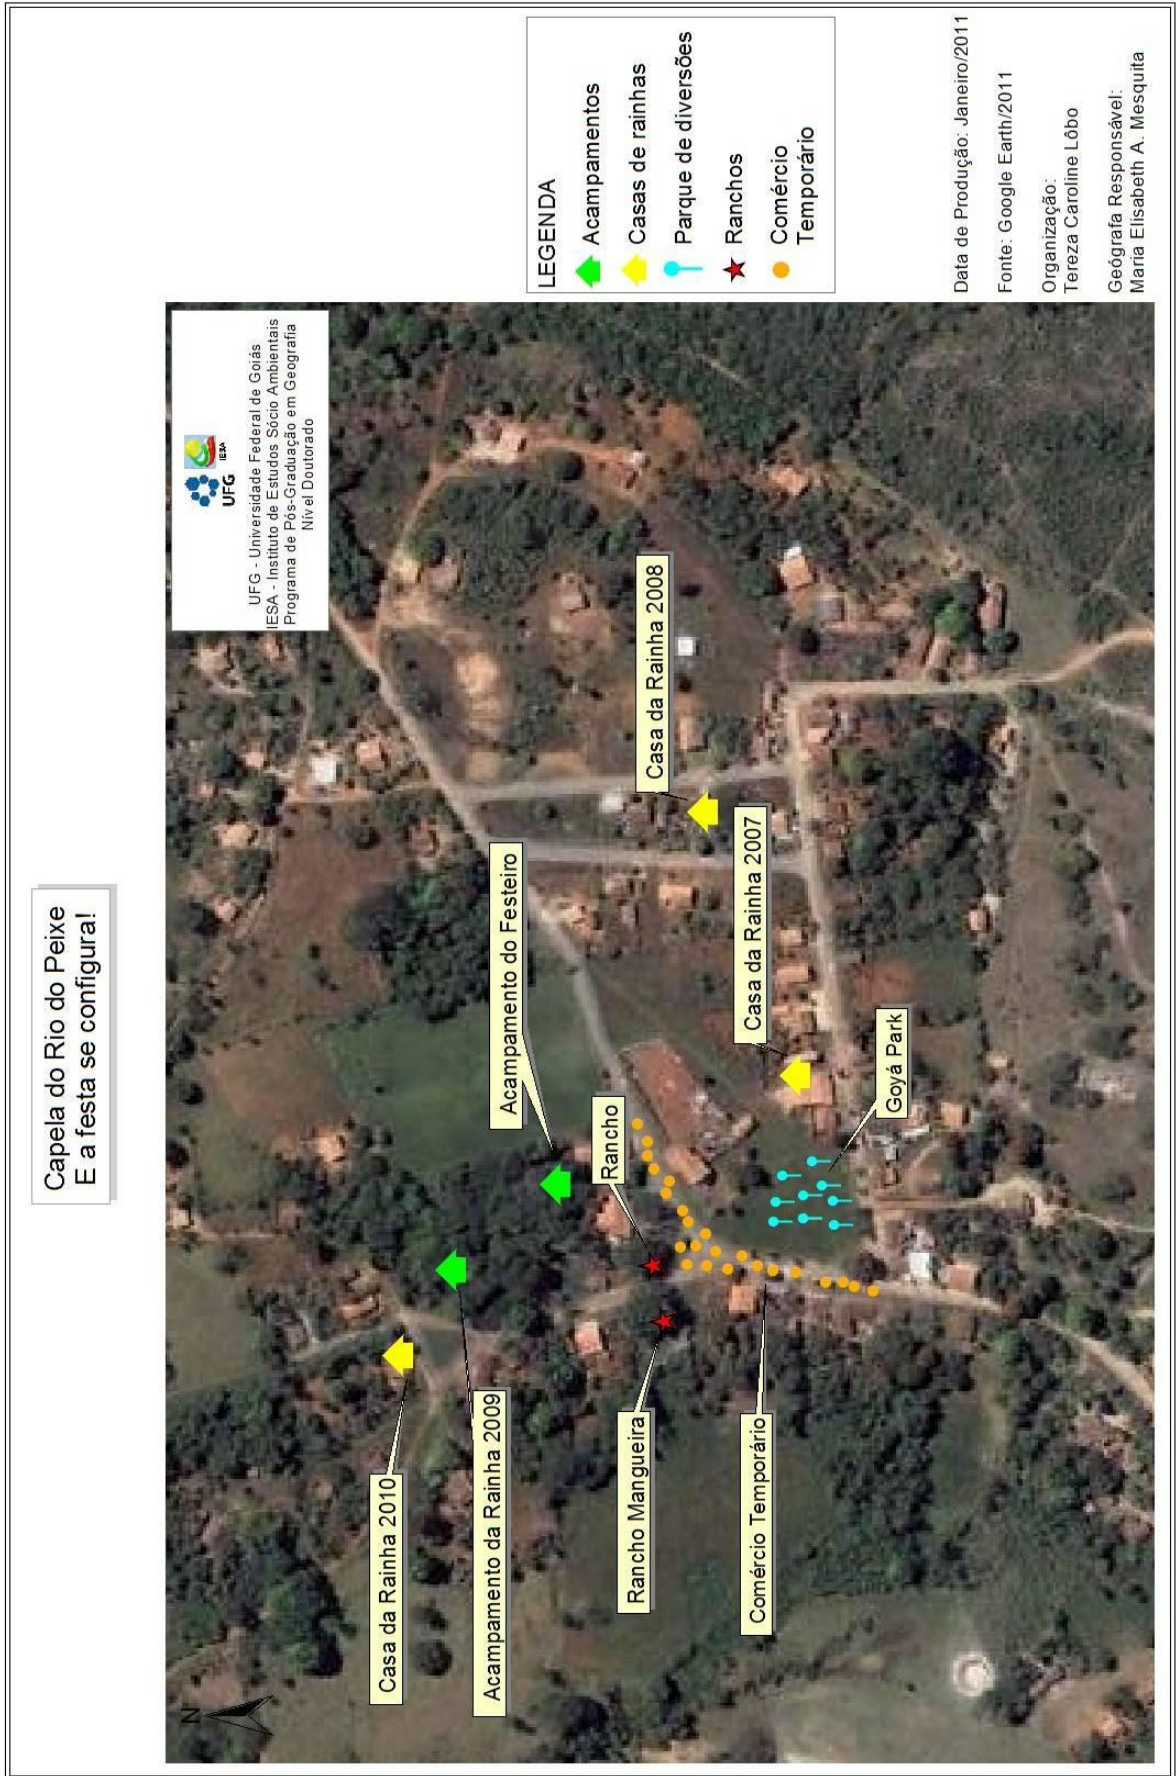 Capela do Rio do Peixe
E a festa se configura!
N
UFG
IESA
UFG - Universidade Federal de Goiás
IESA - Instituto de Estudos Sócio Ambientais
Programa de Pós-Graduação em Geografia
Nível Doutorado
Casa da Rainha 2010
Acampamento da Rainha 2009
Acampamento do Festeiro
Rancho
Rancho Mangueira
Casa da Rainha 2008
Casa da Rainha 2007
Comércio Temporário
Goyá Park
LEGENDA
Acampamentos
Casas de rainhas
Parque de diversões
Ranchos
Comércio
Temporário
Data de Produção: Janeiro/2011
Fonte: Google Earth/2011
Organização:
Tereza Caroline Lôbo
Geógrafa Responsável:
Maria Elisabeth A. Mesquita